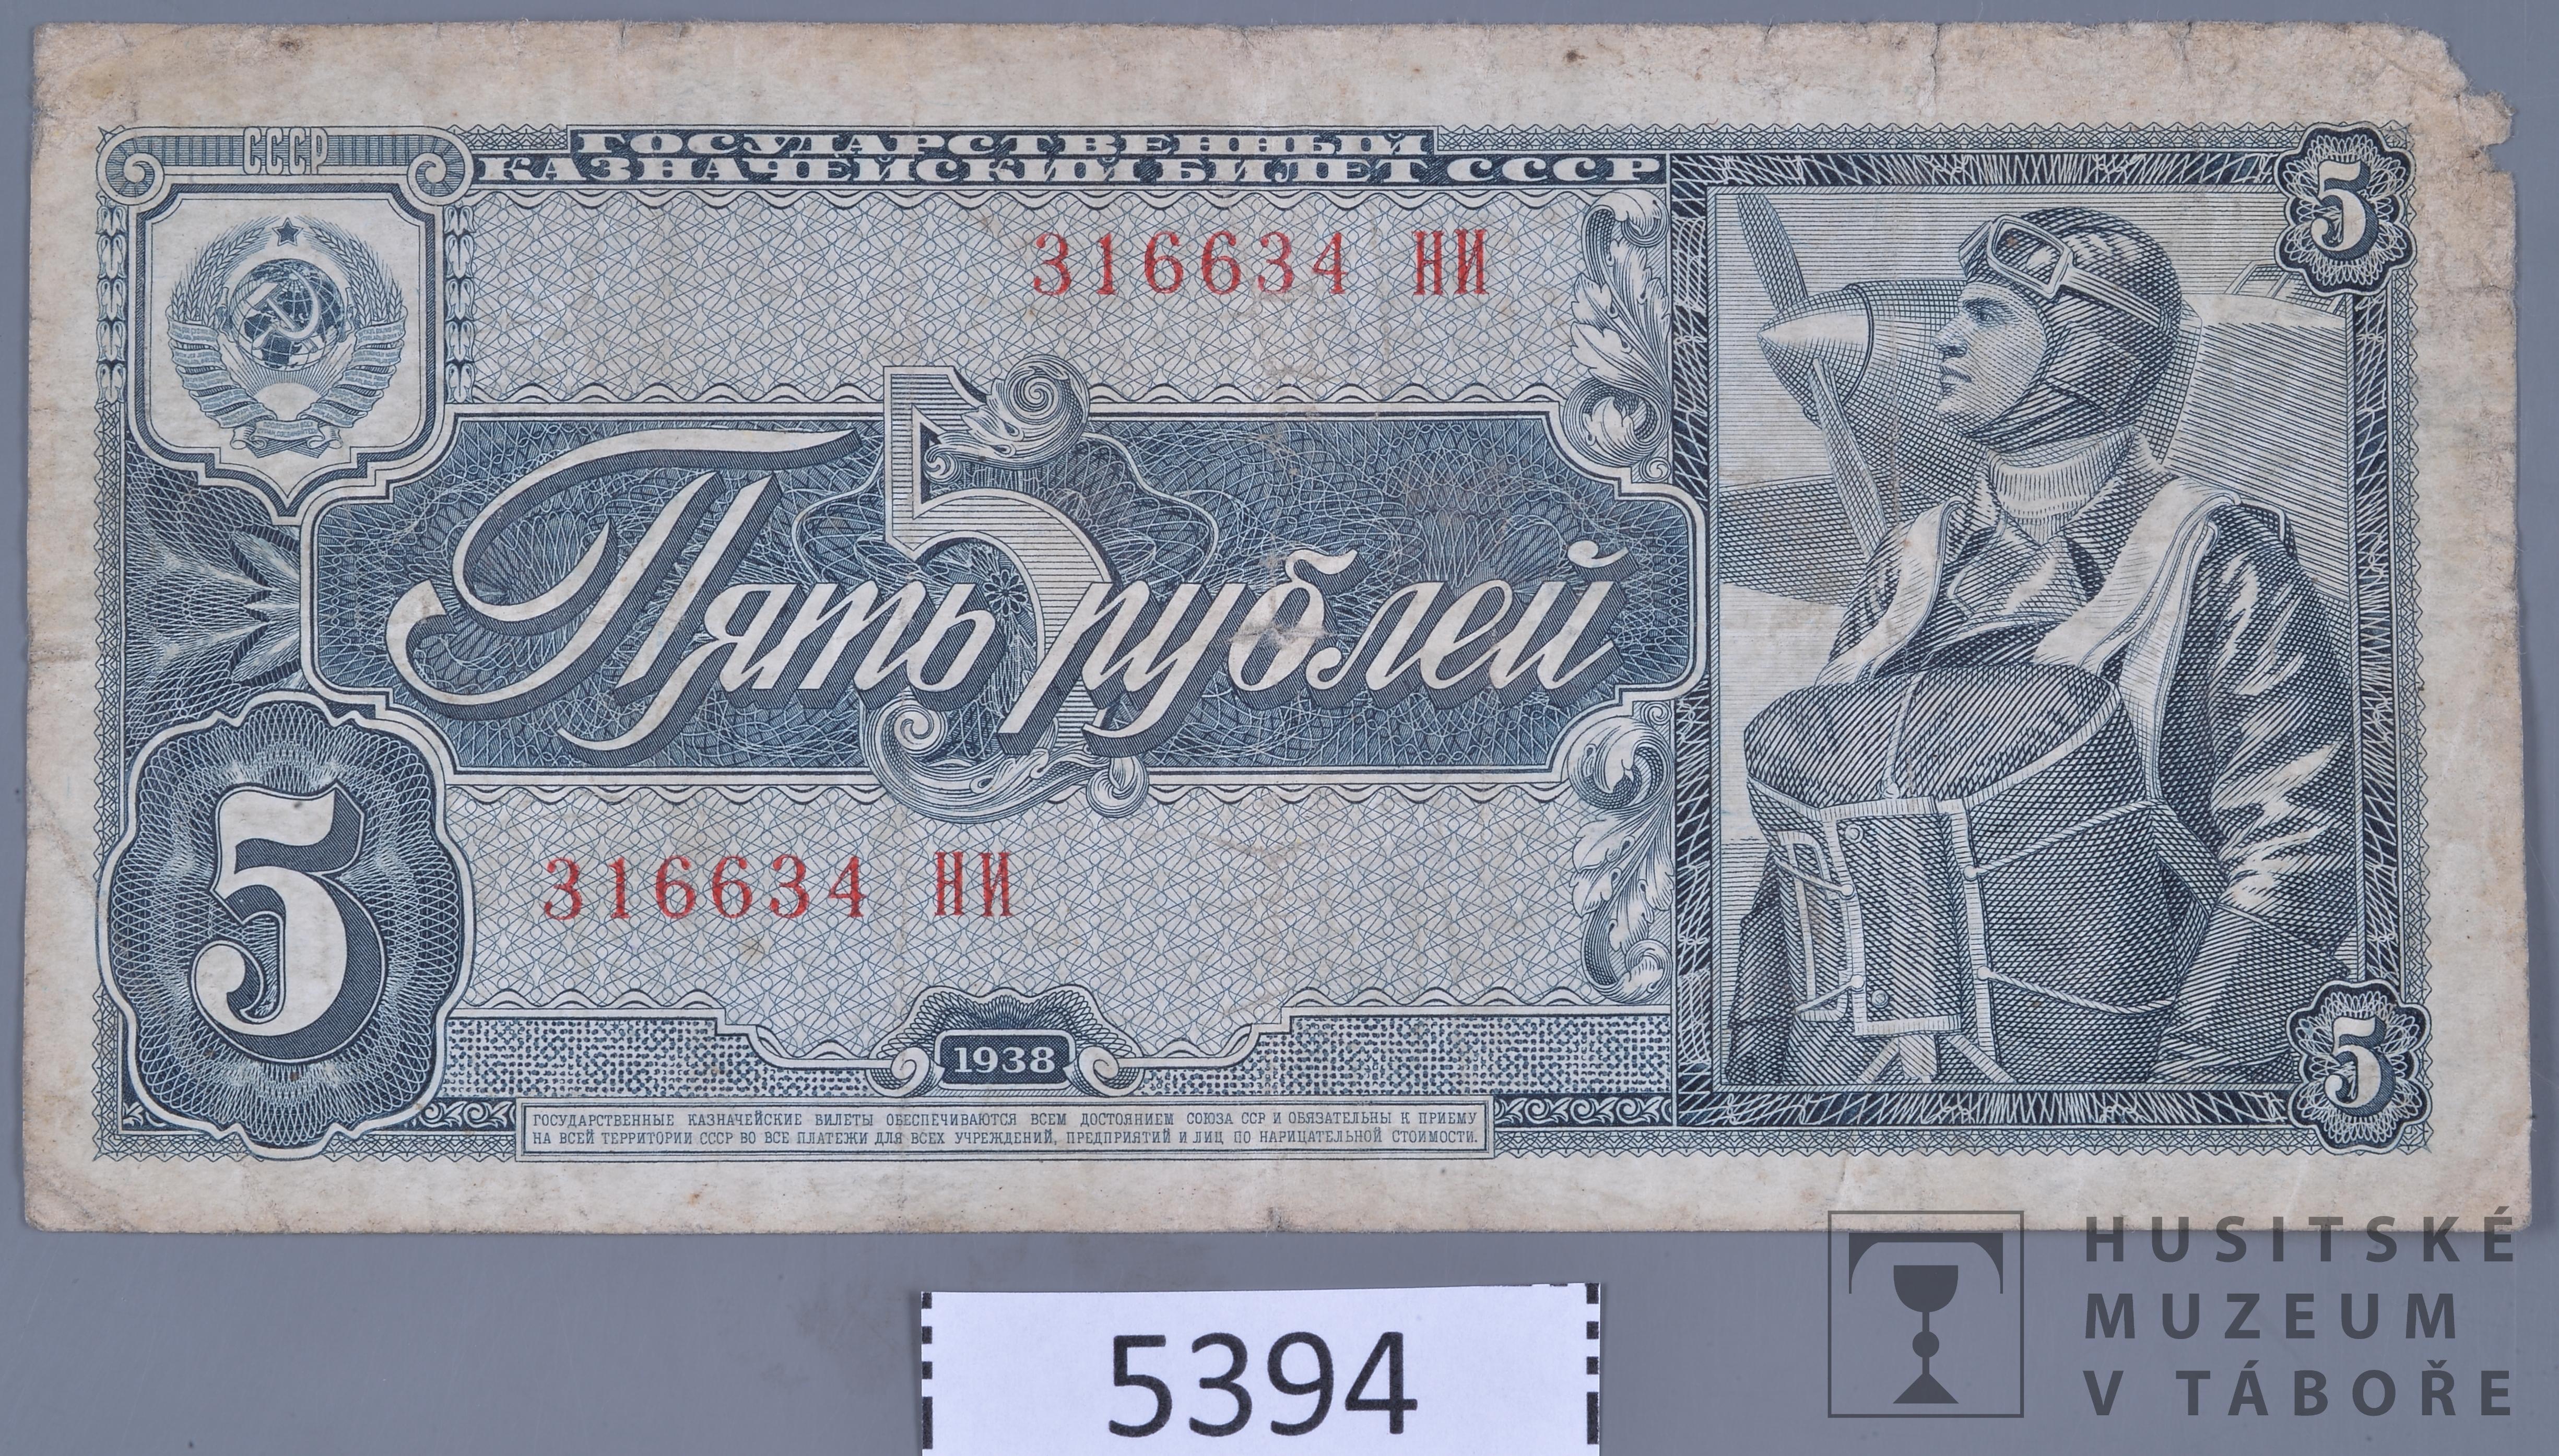 СССР
ГОСУДАРСТВЕННЫЙ
КАЗНАЧЕЙСКИЙ БИЛЕТ СССР
5
316634 НИ
5
Пять рублей
316634 НИ
5
1938
5
ГОСУДАРСТВЕННЫЕ КАЗНАЧЕЙСКИЕ БИЛЕТЫ ОБЕСПЕЧИВАЮТСЯ ВСЕМ ДОСТОЯНИЕМ СОЮЗА ССР И ОБЯЗАТЕЛЬНЫ К ПРИЕМУ
НА ВСЕЙ ТЕРРИТОРИИ СССР ВО ВСЕ ПЛАТЕЖИ ДЛЯ ВСЕХ УЧРЕЖДЕНИЙ, ПРЕДПРИЯТИЙ И ЛИЦ ПО НАРИЦАТЕЛЬНОЙ СТОИМОСТИ.
5394
HUSITSKÉ
MUZEUM
V TÁBOŘE